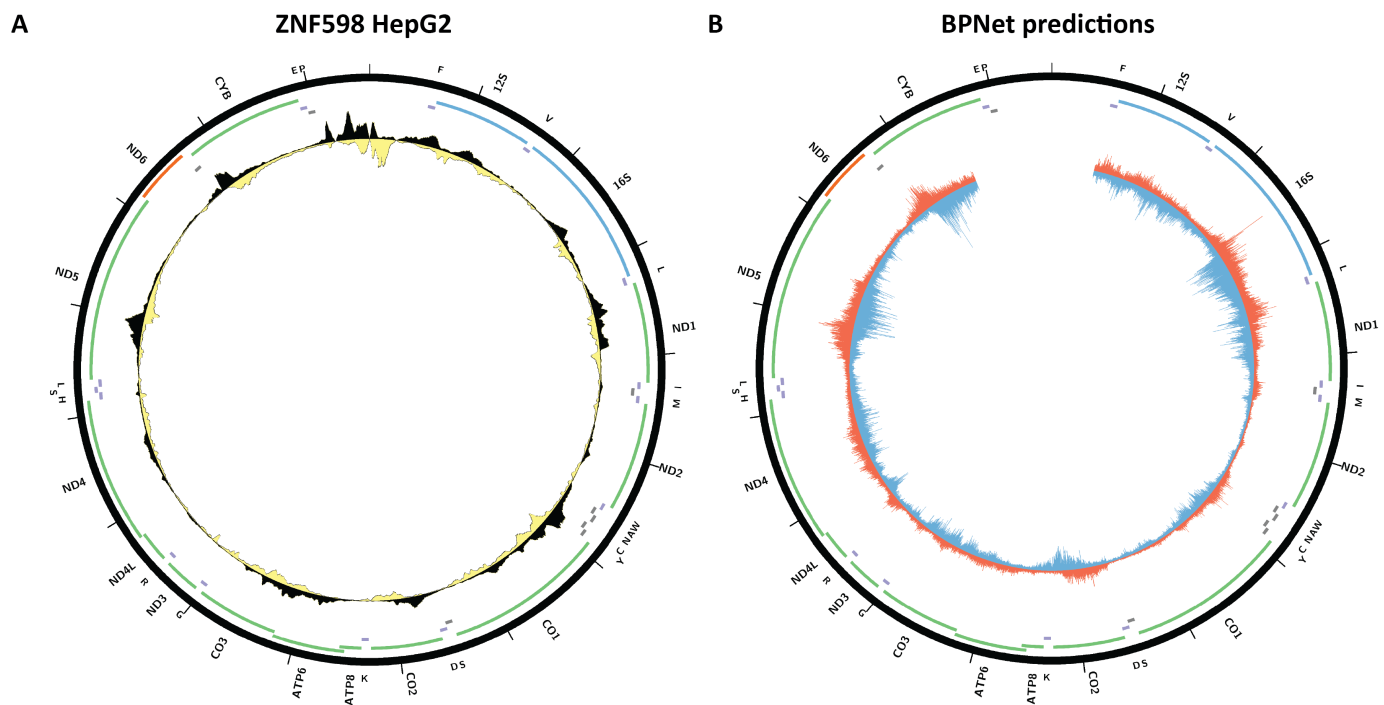 A
ZNF598 HepG2
E P
F
12S
V
16S
L
ND1
I
M
ND2
NAW
C
Y
CO1
D S
CO2
K
ATP8
ATP6
CO3
G
ND3
R
ND4L
ND4
H
S
L
ND5
ND6
CYB
B
BPNet predictions
E P
F
12S
V
16S
L
ND1
I
M
ND2
NAW
C
Y
CO1
D S
CO2
K
ATP8
ATP6
CO3
G
ND3
R
ND4L
ND4
H
S
L
ND5
ND6
CYB